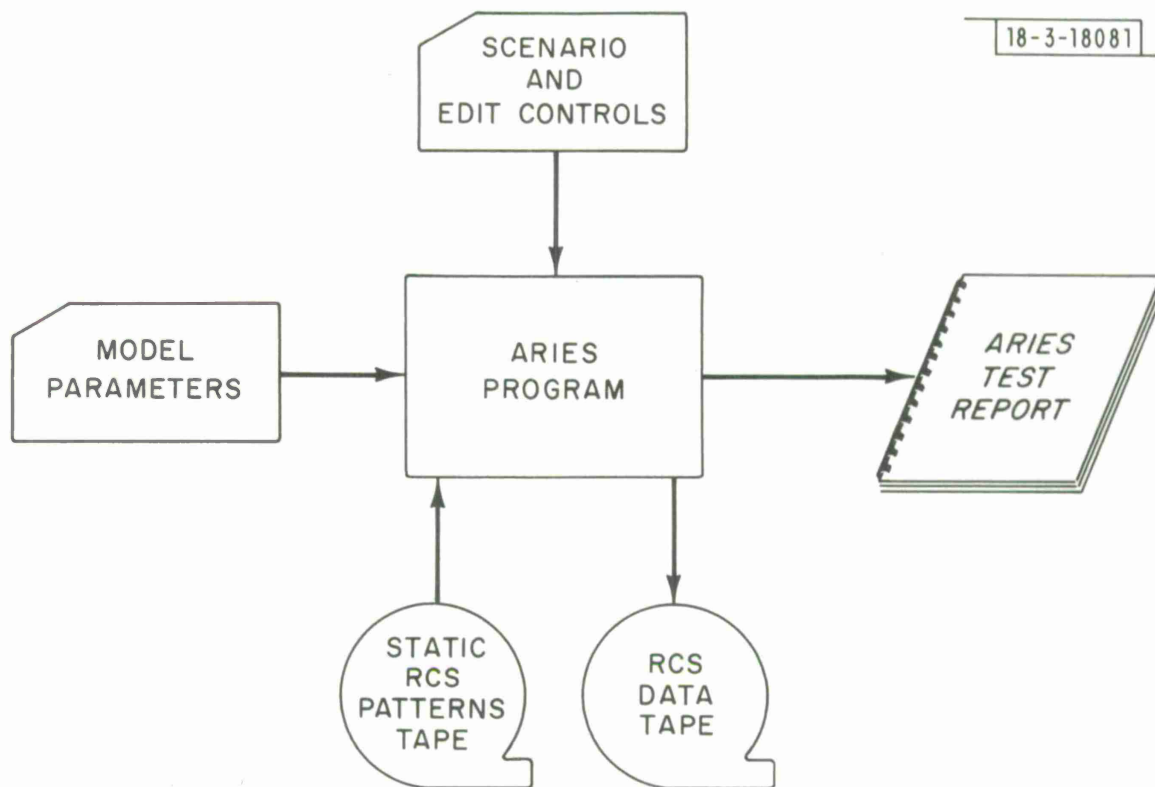 18-3-18081
SCENARIO
AND
EDIT CONTROLS
MODEL
PARAMETERS
ARIES
PROGRAM
ARIES
TEST
REPORT
STATIC
RCS
PATTERNS
TAPE
RCS
DATA
TAPE